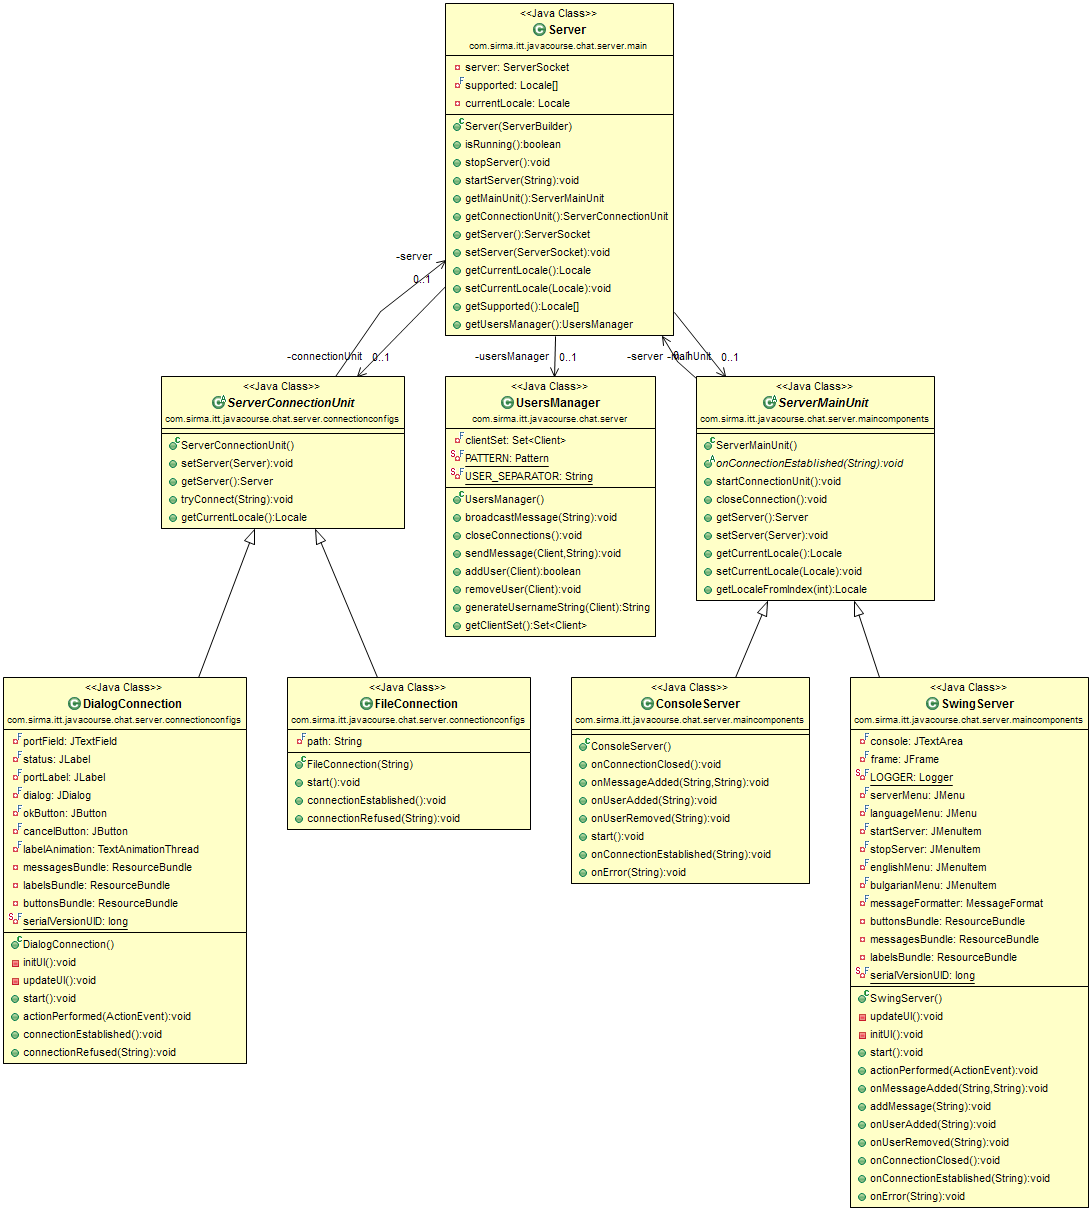 <<Java Class>>
Server
com.sirma.itt.javacourse.chat.server.main
server: ServerSocket
supported: Locale[]
currentLocale: Locale
Server(ServerBuilder)
isRunning():boolean
stopServer():void
startServer(String):void
getMainUnit():ServerMainUnit
getConnectionUnit():ServerConnectionUnit
getServer():ServerSocket
setServer(ServerSocket):void
getCurrentLocale():Locale
setCurrentLocale(Locale):void
getSupported():Locale[]
getUsersManager():UsersManager
-server
0..1
-connectionUnit
0..1
-usersManager
0..1
-server
0..1
-mainUnit
0..1
<<Java Class>>
ServerConnectionUnit
com.sirma.itt.javacourse.chat.server.connectionconfigs
ServerConnectionUnit()
setServer(Server):void
getServer():Server
tryConnect(String):void
getCurrentLocale():Locale
<<Java Class>>
UsersManager
com.sirma.itt.javacourse.chat.server
clientSet: Set<Client>
PATTERN: Pattern
USER_SEPARATOR: String
UsersManager()
broadcastMessage(String):void
closeConnections():void
sendMessage(Client,String):void
addUser(Client):boolean
removeUser(Client):void
generateUsernameString(Client):String
getClientSet():Set<Client>
<<Java Class>>
ServerMainUnit
com.sirma.itt.javacourse.chat.server.maincomponents
ServerMainUnit()
onConnectionEstablished(String):void
startConnectionUnit():void
closeConnection():void
getServer():Server
setServer(Server):void
getCurrentLocale():Locale
setCurrentLocale(Locale):void
getLocaleFromIndex(int):Locale
<<Java Class>>
DialogConnection
com.sirma.itt.javacourse.chat.server.connectionconfigs
portField: JTextField
status: JLabel
portLabel: JLabel
dialog: JDialog
okButton: JButton
cancelButton: JButton
labelAnimation: TextAnimationThread
messagesBundle: ResourceBundle
labelsBundle: ResourceBundle
buttonsBundle: ResourceBundle
serialVersionUID: long
DialogConnection()
initUI():void
updateUI():void
start():void
actionPerformed(ActionEvent):void
connectionEstablished():void
connectionRefused(String):void
<<Java Class>>
FileConnection
com.sirma.itt.javacourse.chat.server.connectionconfigs
path: String
FileConnection(String)
start():void
connectionEstablished():void
connectionRefused(String):void
<<Java Class>>
ConsoleServer
com.sirma.itt.javacourse.chat.server.maincomponents
ConsoleServer()
onConnectionClosed():void
onMessageAdded(String,String):void
onUserAdded(String):void
onUserRemoved(String):void
start():void
onConnectionEstablished(String):void
onError(String):void
<<Java Class>>
SwingServer
com.sirma.itt.javacourse.chat.server.maincomponents
console: JTextArea
frame: JFrame
LOGGER: Logger
serverMenu: JMenu
languageMenu: JMenu
startServer: JMenuItem
stopServer: JMenuItem
englishMenu: JMenuItem
bulgarianMenu: JMenuItem
messageFormatter: MessageFormat
buttonsBundle: ResourceBundle
messagesBundle: ResourceBundle
labelsBundle: ResourceBundle
serialVersionUID: long
SwingServer()
updateUI():void
initUI():void
start():void
actionPerformed(ActionEvent):void
onMessageAdded(String,String):void
addMessage(String):void
onUserAdded(String):void
onUserRemoved(String):void
onConnectionClosed():void
onConnectionEstablished(String):void
onError(String):void